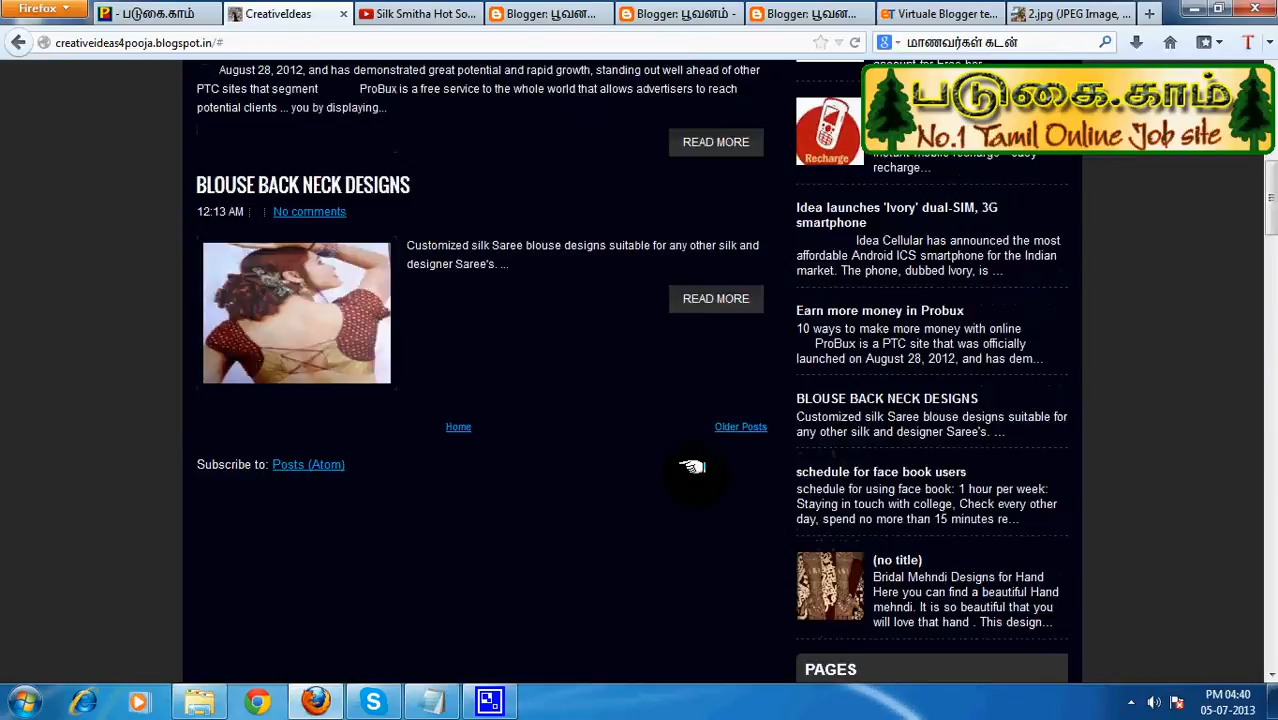 Firefox
- படுகை.காம்
CreativeIdeas
Silk Smitha Hot So...
Blogger: பூவன...
Blogger: பூவனம் -
Blogger: பூவன...
Virtuale Blogger te...
2.jpg (JPEG Image, ...
creativeideas4pooja.blogspot.in/#
மாணவர்கள் கடன்
August 28, 2012, and has demonstrated great potential and rapid growth, standing out well ahead of other
PTC sites that pregernt ProBux is a free service to the whole world that allows advertisers to reach
potential clients ... you by displaying...
READ MORE
BLOUSE BACK NECK DESIGNS
12:13 AM
No comments
Customized silk Saree blouse designs suitable for any other silk and
designer Saree's. ...
READ MORE
Home
Older Posts
Subscribe to: Posts (Atom)
படுகை.காம்
No.1 Tamil Online Job site
Recharge
recharge...
Idea launches 'Ivory' dual-SIM, 3G
smartphone
Idea Cellular has announced the most
affordable Android ICS smartphone for the Indian
market. The phone, dubbed Ivory, is ...
Earn more money in Probux
10 ways to make more money with online
ProBux is a PTC site that was officially
launched on August 28, 2012, and has dem...
BLOUSE BACK NECK DESIGNS
Customized silk Saree blouse designs suitable for
any other silk and designer Saree's. ...
schedule for face book users
schedule for using face book: 1 hour per week:
Staying in touch with college, Check every other
day, spend no more than 15 minutes re...
(no title)
Bridal Mehndi Designs for Hand
Here you can find a beautiful Hand
mehndi. It is so beautiful that you
will love that hand . This design...
PAGES
PM 04:40
05-07-2013